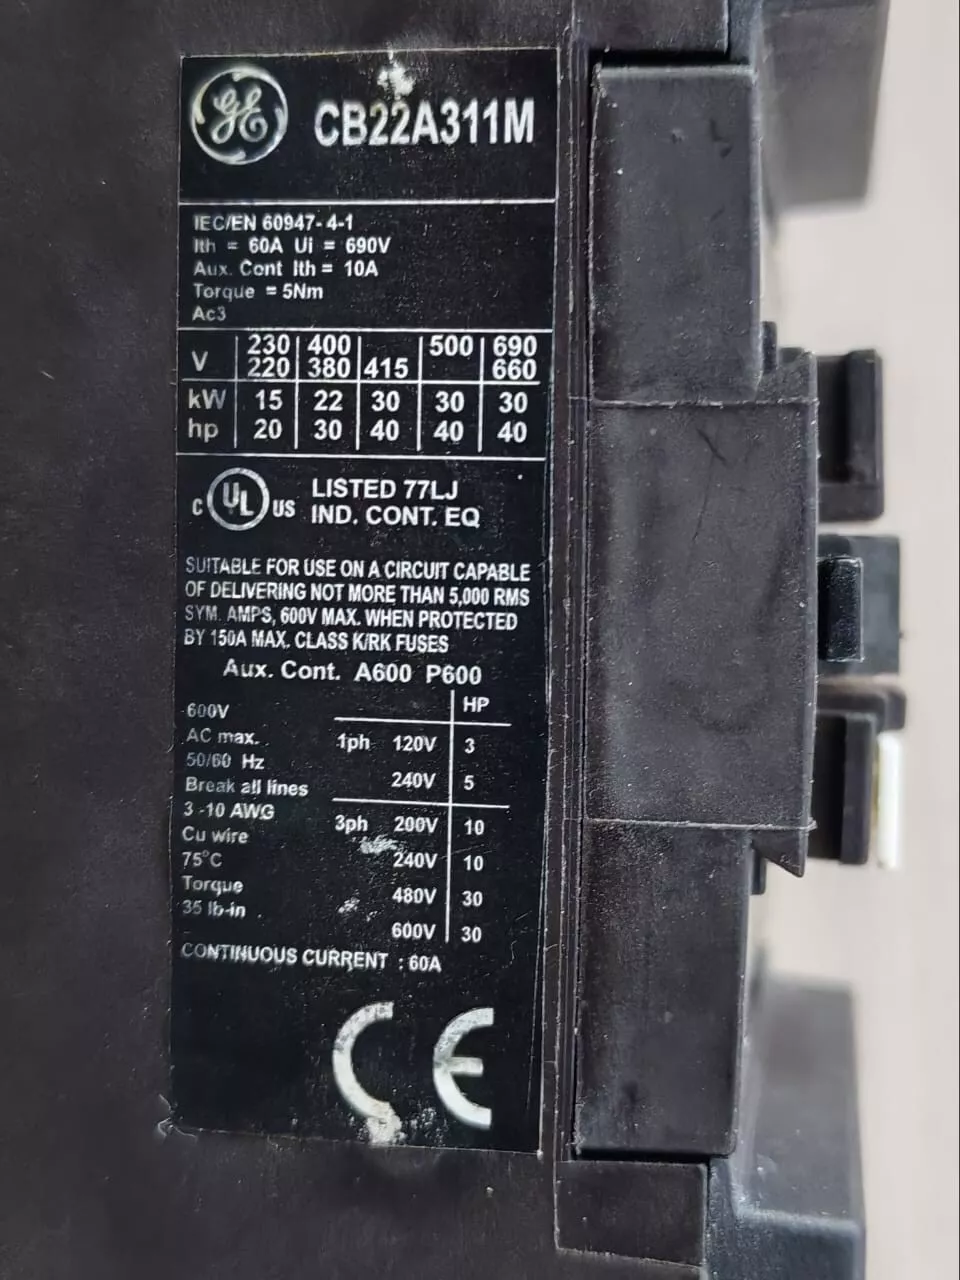 GE CB22A311M
IEC/EN 60947-4-1
Ith = 60A Ui = 690V
Aux. Cont Ith = 10A
Torque = 5Nm
Ac3
V 230 220 400 380 415 500 690 660
kW 15 22 30 30 30
hp 20 30 40 40 40
C UL US LISTED 77LJ
IND. CONT. EQ
SUITABLE FOR USE ON A CIRCUIT CAPABLE
OF DELIVERING NOT MORE THAN 5,000 RMS
SYM. AMPS, 600V MAX. WHEN PROTECTED
BY 150A MAX. CLASS K/RK FUSES
Aux. Cont. A600 P600
HP
600V
AC max. 1ph 120V 3
50/60 Hz
Break all lines 240V 5
3-10 AWG 3ph 200V 10
Cu wire
75°C 240V 10
Torque 480V 30
35 lb-in 600V 30
CONTINUOUS CURRENT : 60A
CE